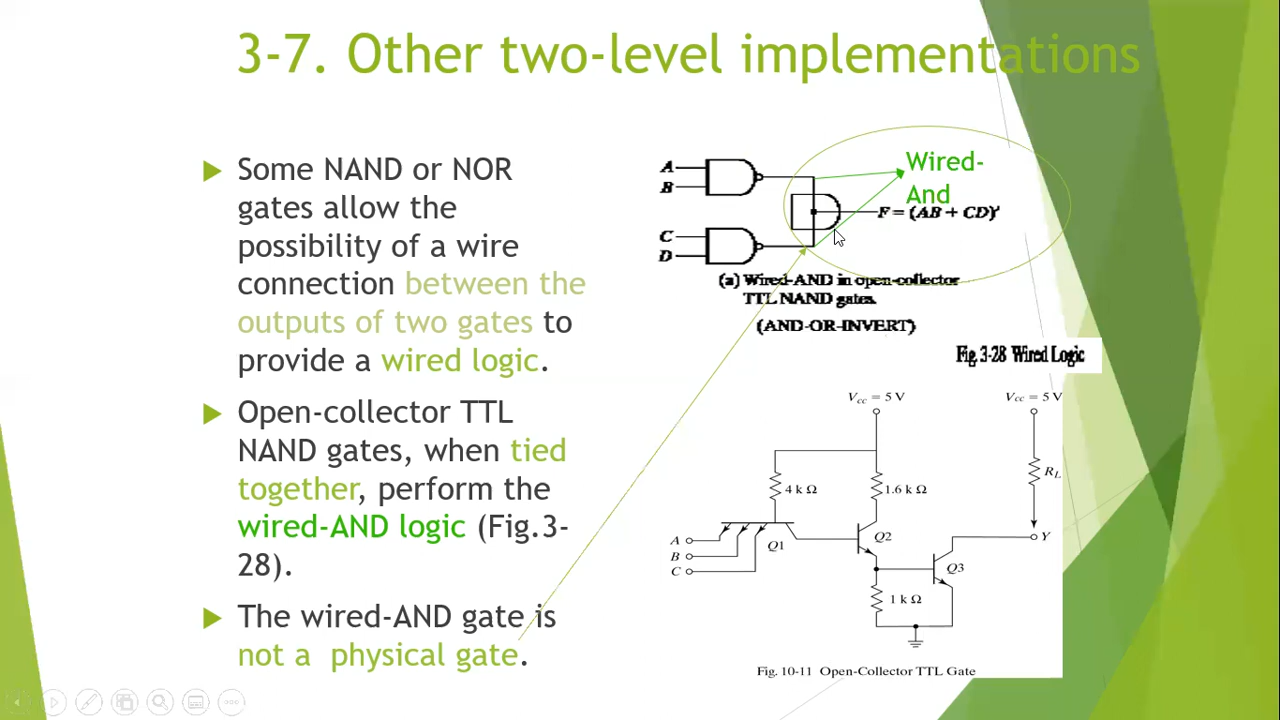 3-7. Other two-level implementations
Some NAND or NOR
gates allow the
possibility of a wire
connection between the
outputs of two gates to
provide a wired logic.
Open-collector TTL
NAND gates, when tied
together, perform the
wired-AND logic (Fig.3-
28).
The wired-AND gate is
not a physical gate.
Wired-
And
A
B
C
D
F = (AB + CD)'
(a) Wired-AND in open-collector
TTL NAND gates.
(AND-OR-INVERT)
Fig. 3-28 Wired Logic
Vcc = 5 V
Vcc = 5 V
4 k Ω
1.6 k Ω
RL
A
B
C
Q1
Q2
Y
Q3
1 k Ω
Fig. 10-11 Open-Collector TTL Gate